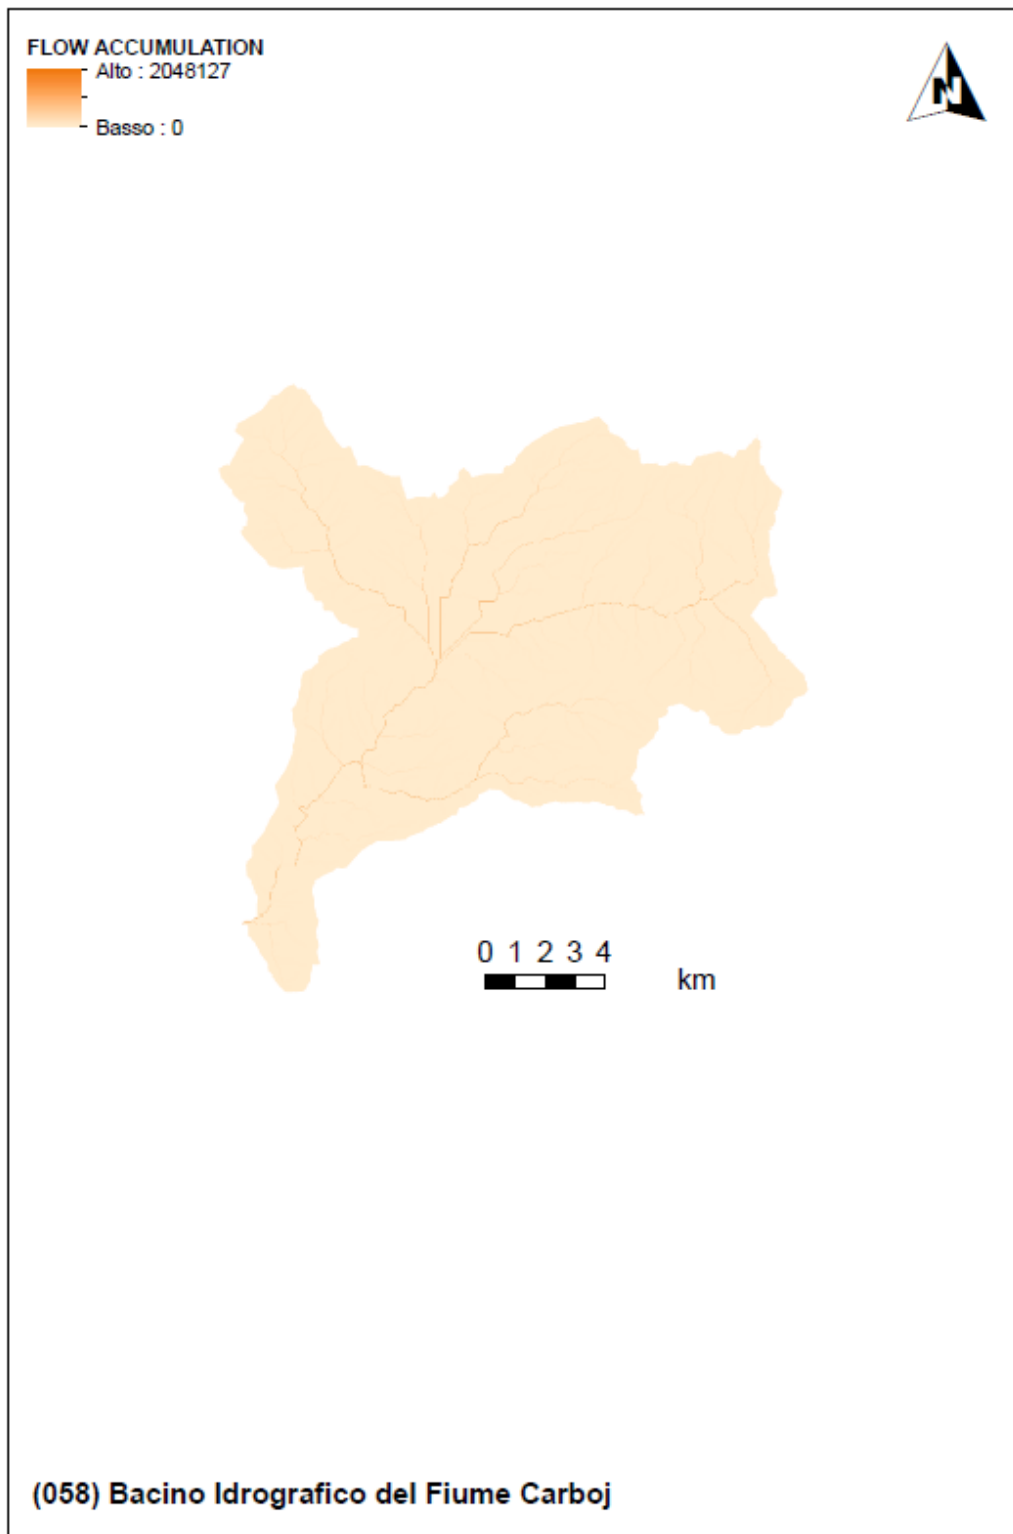 FLOW ACCUMULATION
Alto : 2048127
Basso : 0
N
0 1 2 3 4
km
(058) Bacino Idrografico del Fiume Carboj